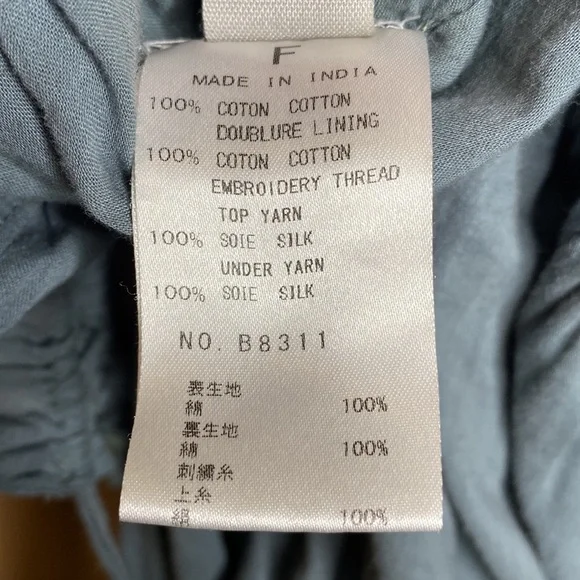 F
MADE IN INDIA
100% COTON COTTON
DOUBLURE LINING
100% COTON COTTON
EMBROIDERY THREAD
TOP YARN
100% SOIE SILK
UNDER YARN
100% SOIE SILK
NO. B8311
表生地
綿 100%
裏生地
綿 100%
刺繍糸
上糸
絹 100%